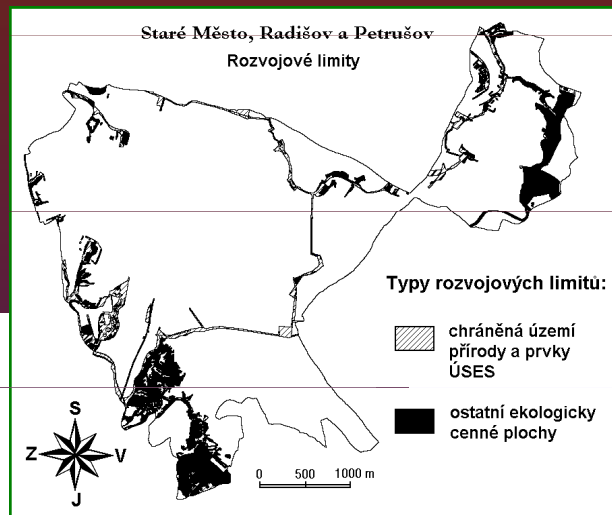 Staré Město, Radišov a Petrušov
Rozvojové limity
Typy rozvojových limitů:
chráněná území
přírody a prvky
ÚSES
ostatní ekologicky
cenné plochy
S
Z
V
J
0 500 1000 m